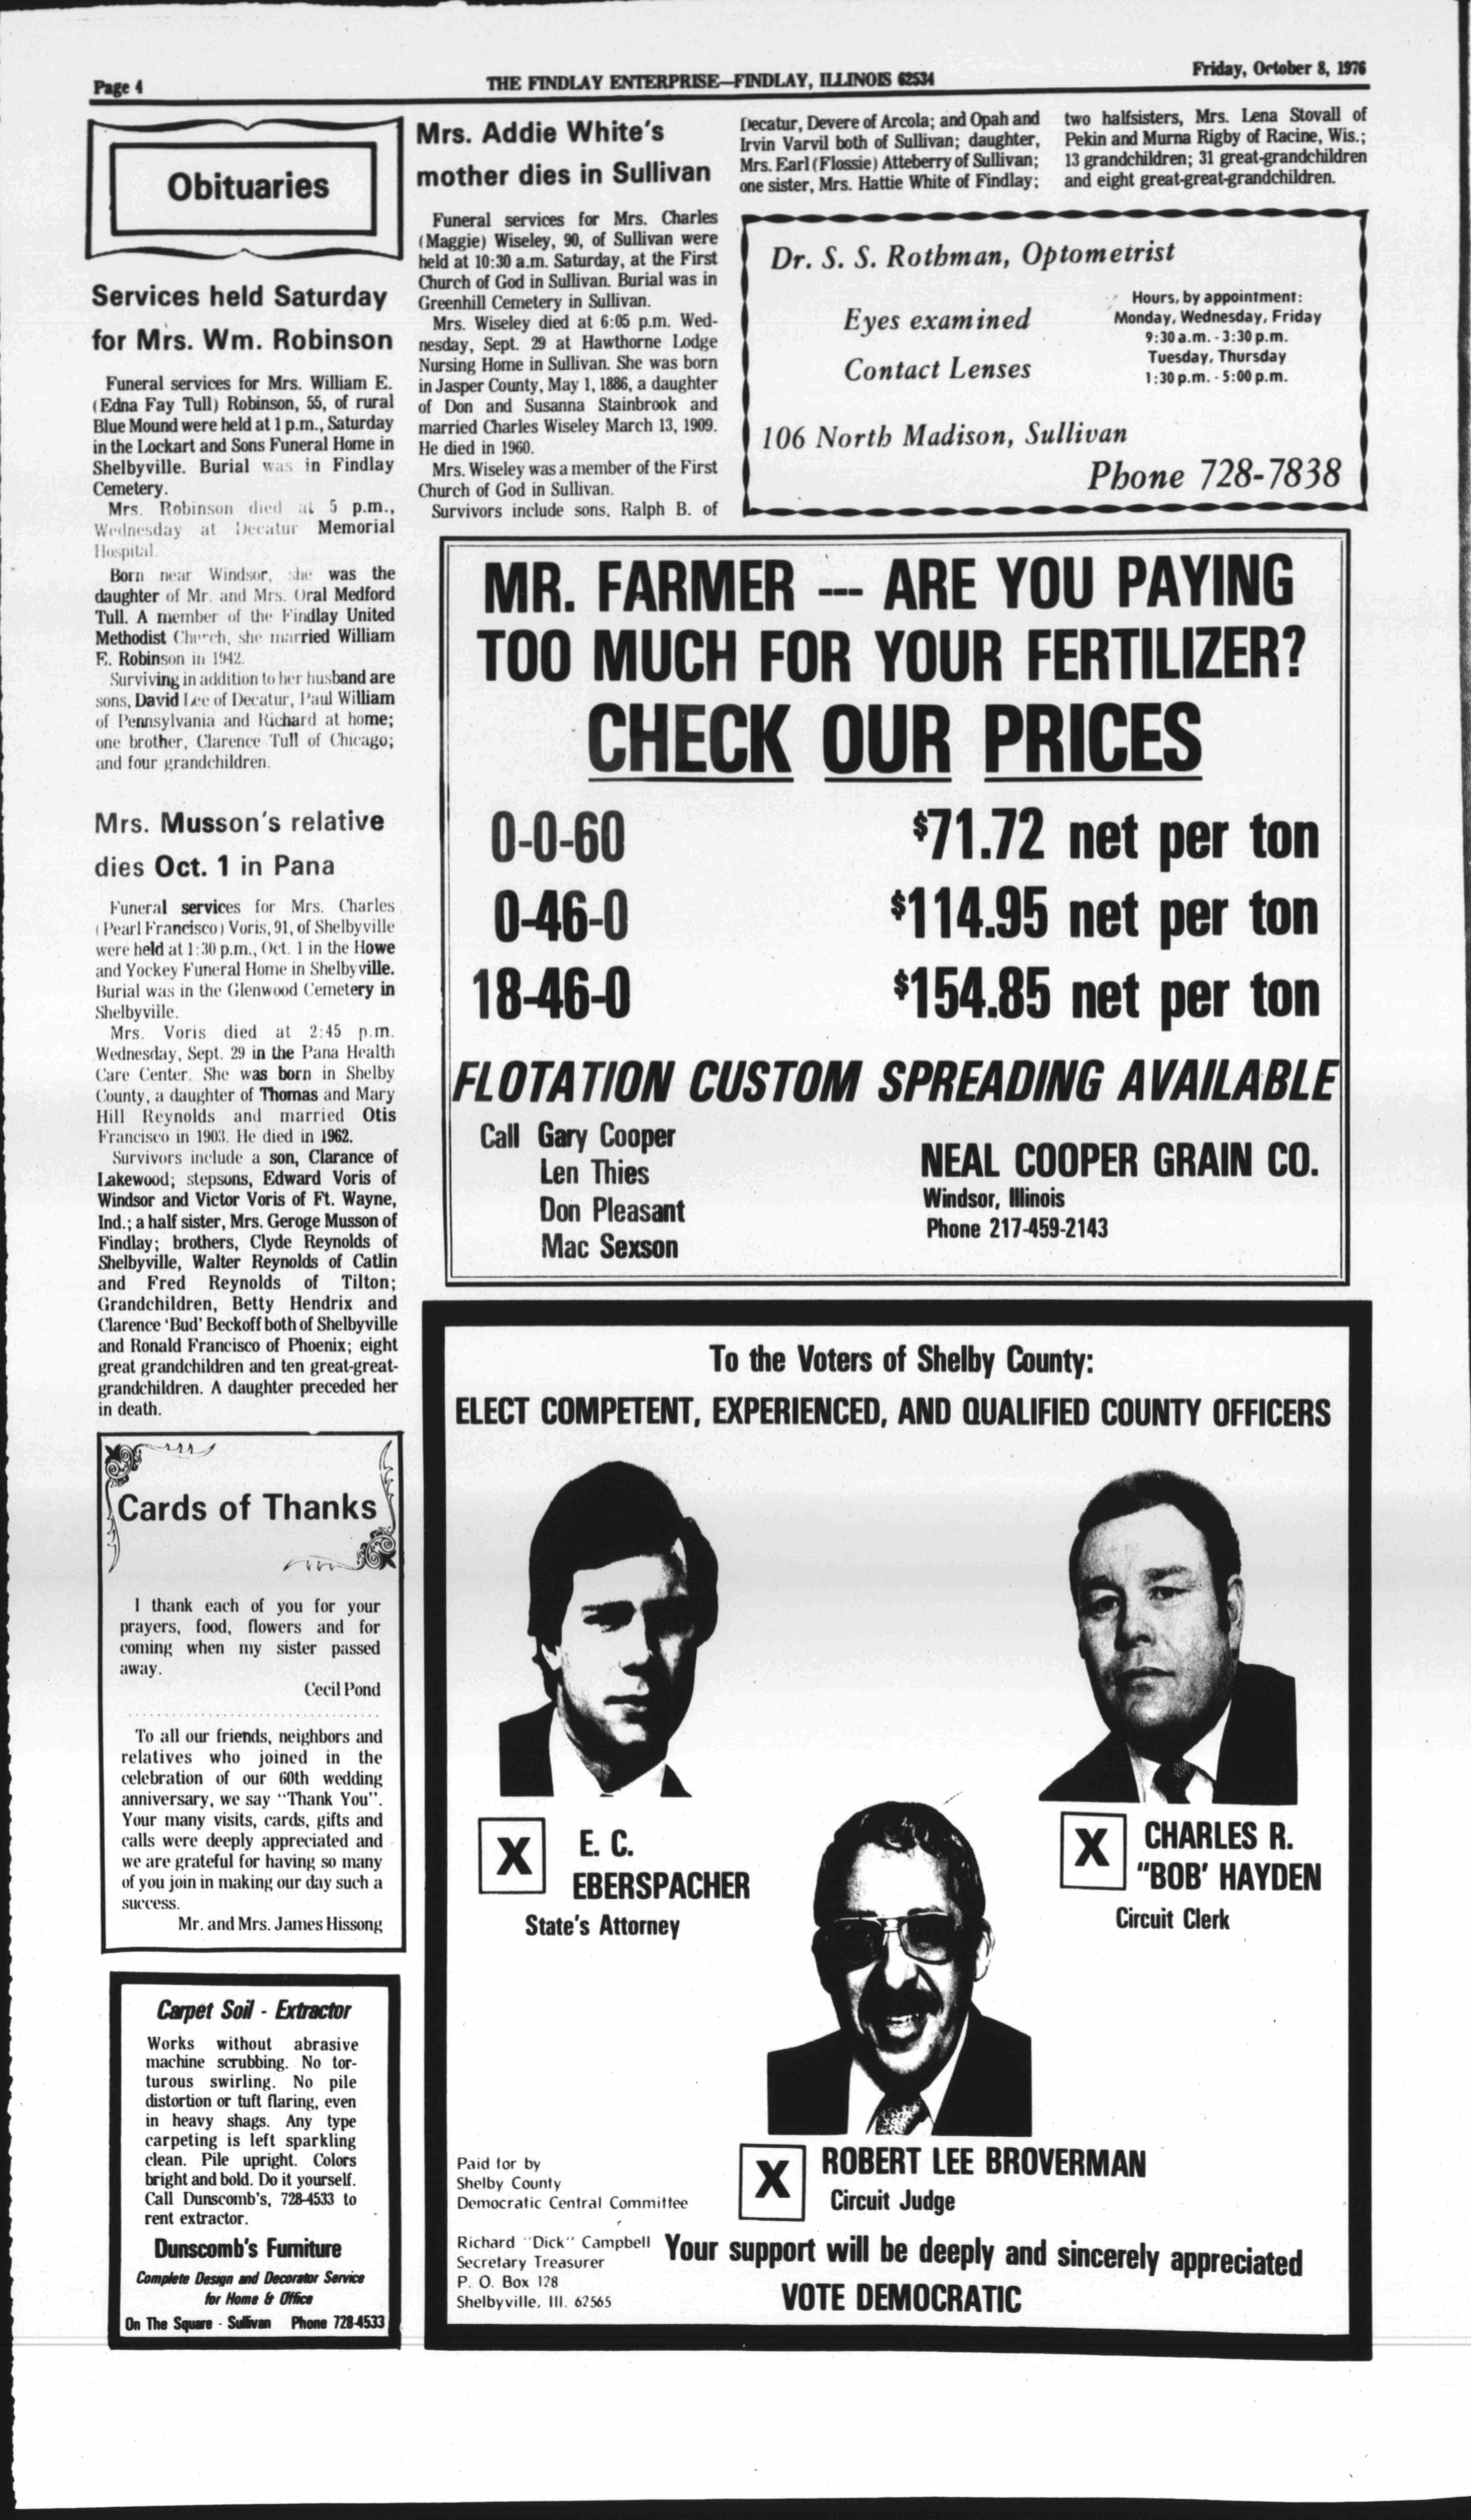 Page 4
THE FINDLAY ENTERPRISE—FINDLAY, ILLINOIS 62534
Friday, October 8, 1976
Obituaries
Services held Saturday
for Mrs. Wm. Robinson
Funeral services for Mrs. William E.
(Edna Fay Tull) Robinson, 55, of rural
Blue Mound were held at 1 p.m., Saturday
in the Lockart and Sons Funeral Home in
Shelbyville. Burial was in Findlay
Cemetery.
Mrs. Robinson died at 5 p.m.,
Wednesday at Decatur Memorial
Hospital.
Born near Windsor, she was the
daughter of Mr. and Mrs. Oral Medford
Tull. A member of the Findlay United
Methodist Church, she married William
E. Robinson in 1942.
Surviving in addition to her husband are
sons, David Lee of Decatur, Paul William
of Pennsylvania and Richard at home;
one brother, Clarence Tull of Chicago;
and four grandchildren.
Mrs. Musson's relative
dies Oct. 1 in Pana
Funeral services for Mrs. Charles
(Pearl Francisco) Voris, 91, of Shelbyville
were held at 1:30 p.m., Oct. 1 in the Howe
and Yockey Funeral Home in Shelbyville.
Burial was in the Glenwood Cemetery in
Shelbyville.
Mrs. Voris died at 2:45 p.m.
Wednesday, Sept. 29 in the Pana Health
Care Center. She was born in Shelby
County, a daughter of Thomas and Mary
Hill Reynolds and married Otis
Francisco in 1903. He died in 1962.
Survivors include a son, Clarance of
Lakewood; stepsons, Edward Voris of
Windsor and Victor Voris of Ft. Wayne,
Ind.; a half sister, Mrs. Geroge Musson of
Findlay; brothers, Clyde Reynolds of
Shelbyville, Walter Reynolds of Catlin
and Fred Reynolds of Tilton;
Grandchildren, Betty Hendrix and
Clarence 'Bud' Beckoff both of Shelbyville
and Ronald Francisco of Phoenix; eight
great grandchildren and ten great-great-
grandchildren. A daughter preceded her
in death.
Cards of Thanks
I thank each of you for your
prayers, food, flowers and for
coming when my sister passed
away.
Cecil Pond
To all our friends, neighbors and
relatives who joined in the
celebration of our 60th wedding
anniversary, we say "Thank You".
Your many visits, cards, gifts and
calls were deeply appreciated and
we are grateful for having so many
of you join in making our day such a
success.
Mr. and Mrs. James Hissong
Carpet Soil - Extractor
Works without abrasive
machine scrubbing. No tor-
turous swirling. No pile
distortion or tuft flaring, even
in heavy shags. Any type
carpeting is left sparkling
clean. Pile upright. Colors
bright and bold. Do it yourself.
Call Dunscomb's, 728-4533 to
rent extractor.
Dunscomb's Furniture
Complete Design and Decorator Service
for Home & Office
On The Square - Sullivan Phone 728-4533
Mrs. Addie White's
mother dies in Sullivan
Funeral services for Mrs. Charles
(Maggie) Wiseley, 90, of Sullivan were
held at 10:30 a.m. Saturday, at the First
Church of God in Sullivan. Burial was in
Greenhill Cemetery in Sullivan.
Mrs. Wiseley died at 6:05 p.m. Wed-
nesday, Sept. 29 at Hawthorne Lodge
Nursing Home in Sullivan. She was born
in Jasper County, May 1, 1886, a daughter
of Don and Susanna Stainbrook and
married Charles Wiseley March 13, 1909.
He died in 1960.
Mrs. Wiseley was a member of the First
Church of God in Sullivan.
Survivors include sons, Ralph B. of
Decatur, Devere of Arcola; and Opah and
Irvin Varvil both of Sullivan; daughter,
Mrs. Earl (Flossie) Atteberry of Sullivan;
one sister, Mrs. Hattie White of Findlay;
two halfsisters, Mrs. Lena Stovall of
Pekin and Murna Rigby of Racine, Wis.;
13 grandchildren; 31 great-grandchildren
and eight great-great-grandchildren.
Dr. S. S. Rothman, Optometrist
Eyes examined
Contact Lenses
Hours, by appointment:
Monday, Wednesday, Friday
9:30 a.m. - 3:30 p.m.
Tuesday, Thursday
1:30 p.m. - 5:00 p.m.
106 North Madison, Sullivan
Phone 728-7838
MR. FARMER --- ARE YOU PAYING
TOO MUCH FOR YOUR FERTILIZER?
CHECK OUR PRICES
0-0-60 $71.72 net per ton
0-46-0 $114.95 net per ton
18-46-0 $154.85 net per ton
FLOTATION CUSTOM SPREADING AVAILABLE
Call Gary Cooper
Len Thies
Don Pleasant
Mac Sexson
NEAL COOPER GRAIN CO.
Windsor, Illinois
Phone 217-459-2143
To the Voters of Shelby County:
ELECT COMPETENT, EXPERIENCED, AND QUALIFIED COUNTY OFFICERS
X E. C.
EBERSPACHER
State's Attorney
X CHARLES R.
"BOB' HAYDEN
Circuit Clerk
X ROBERT LEE BROVERMAN
Circuit Judge
Paid for by
Shelby County
Democratic Central Committee
Richard "Dick" Campbell
Secretary Treasurer
P. O. Box 128
Shelbyville, Ill. 62565
Your support will be deeply and sincerely appreciated
VOTE DEMOCRATIC